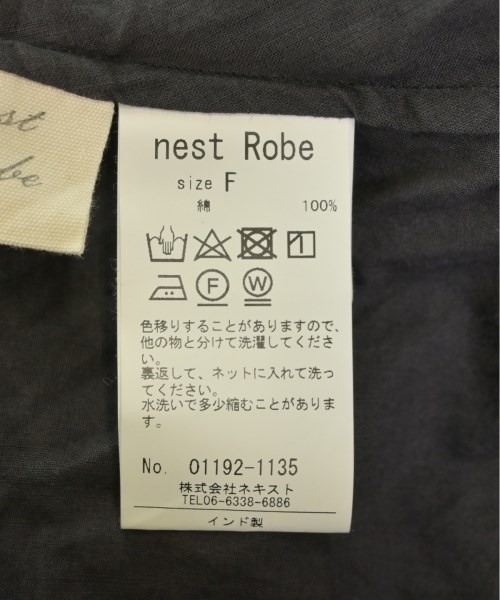 st
be
nest Robe
size F
綿 100%
F W
色移りすることがありますので、
他の物と分けて洗濯してくださ
い。
裏返して、ネットに入れて洗っ
てください。
水洗いで多少縮むことがありま
す。
No. 01192-1135
株式会社ネキスト
TEL06-6338-6886
インド製